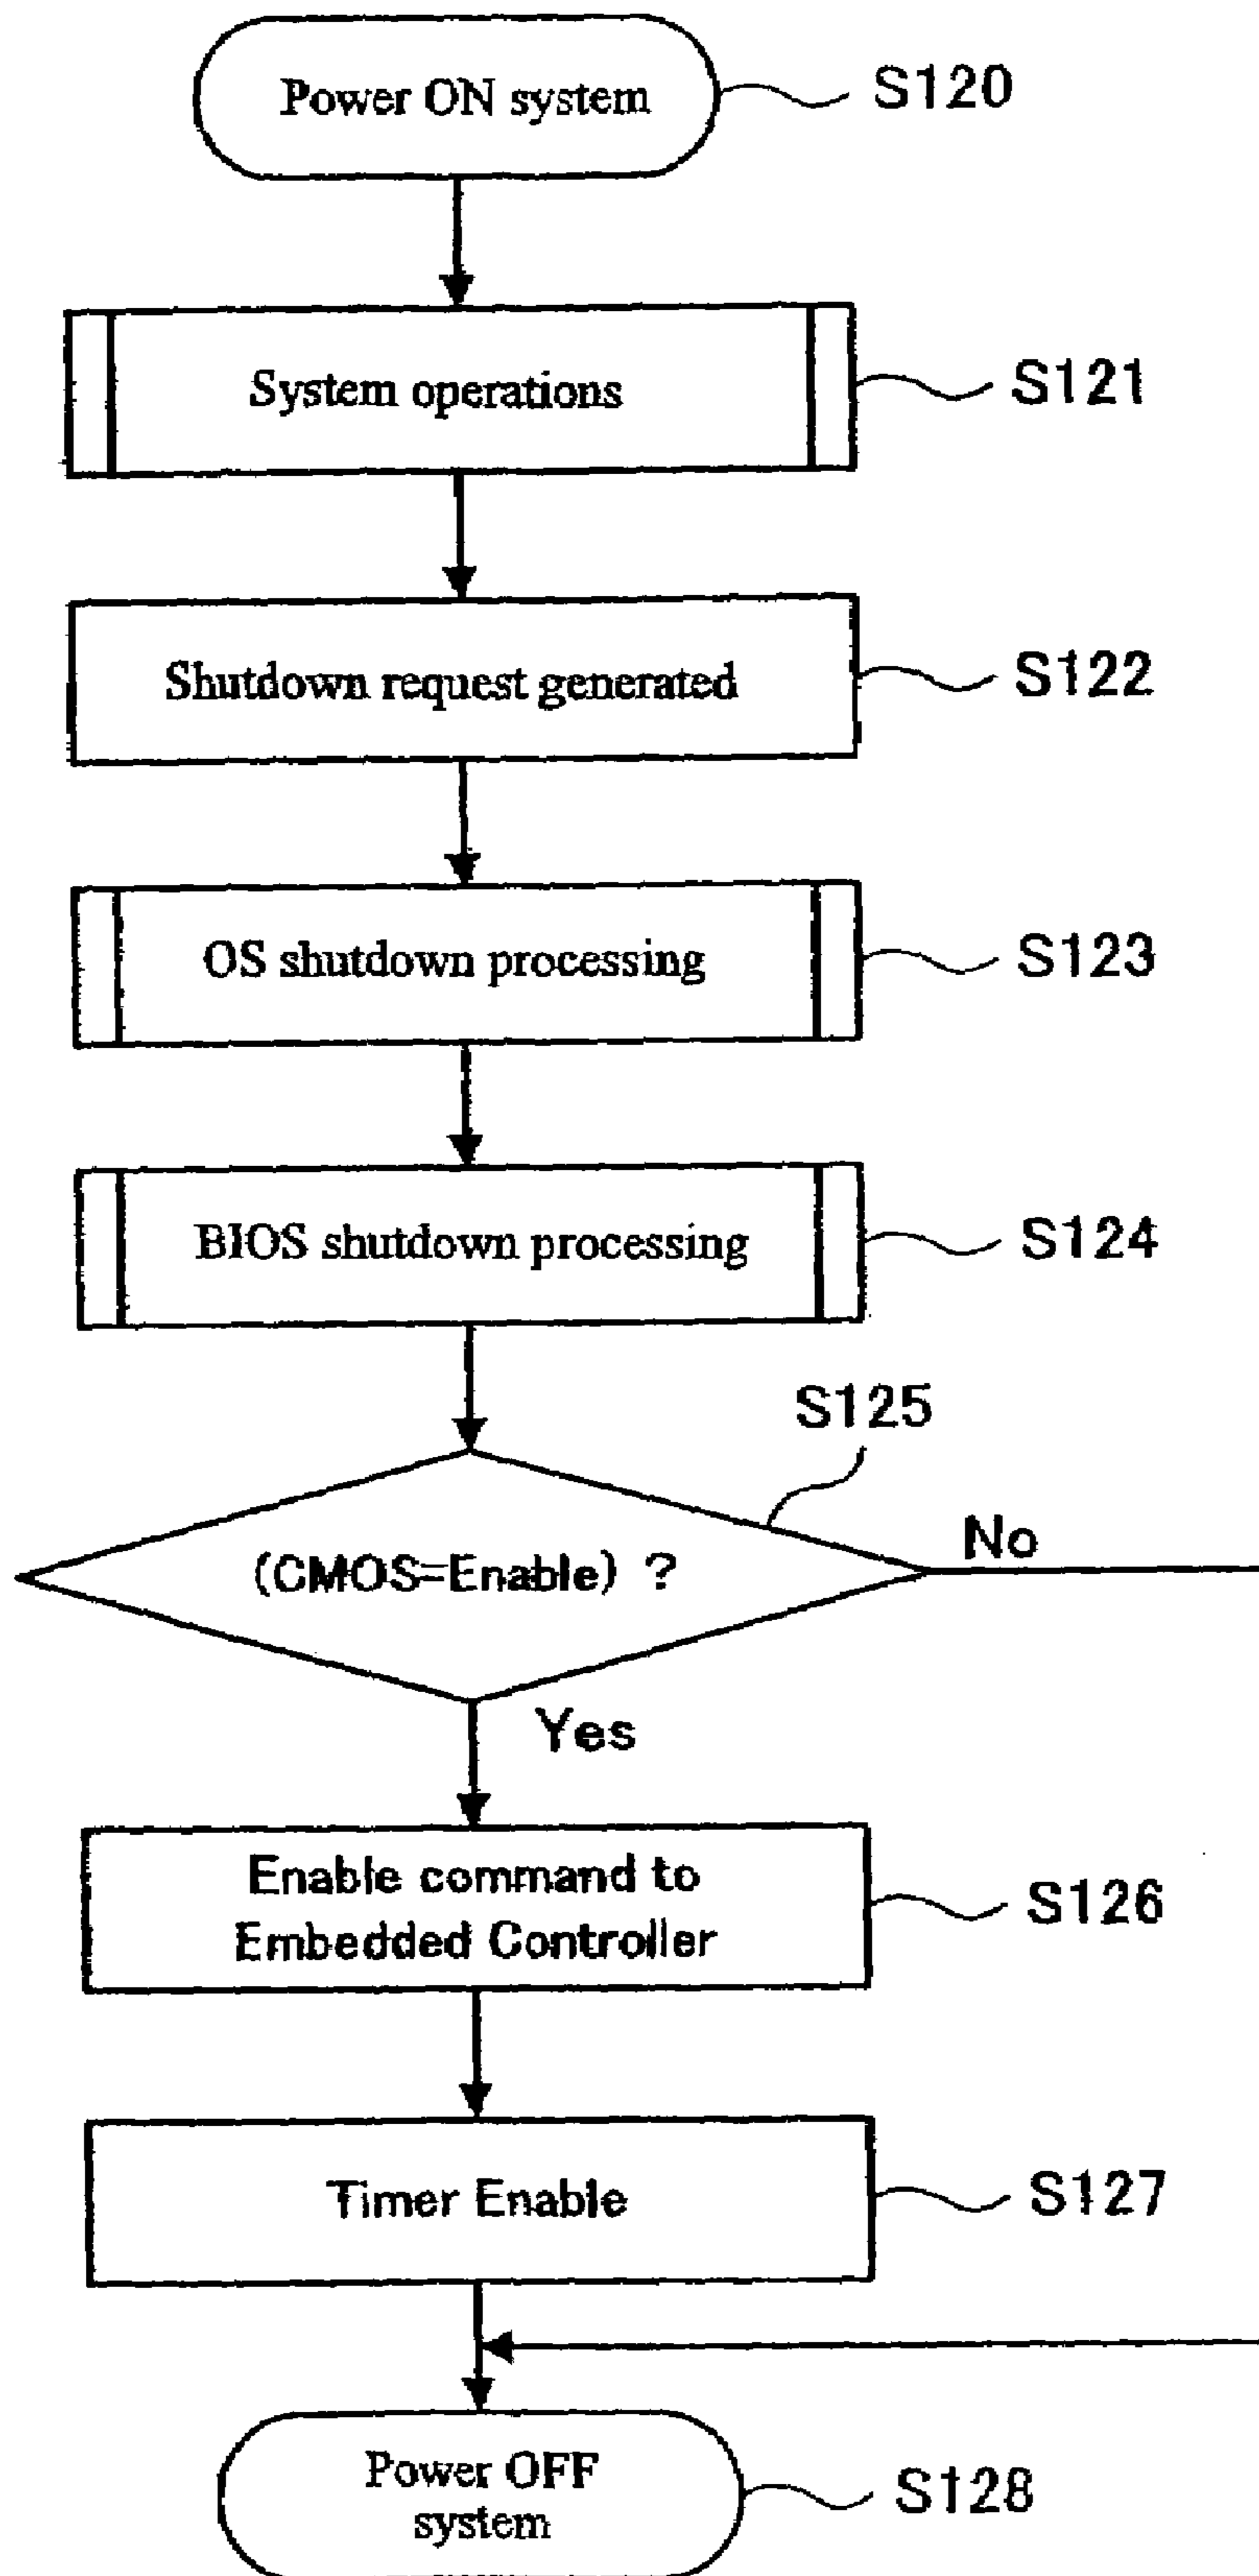 Power ON system
S120
System operations
S121
Shutdown request generated
S122
OS shutdown processing
S123
BIOS shutdown processing
S124
S125
(CMOS=Enable) ?
No
Yes
Enable command to
Embedded Controller
S126
Timer Enable
S127
Power OFF
system
S128